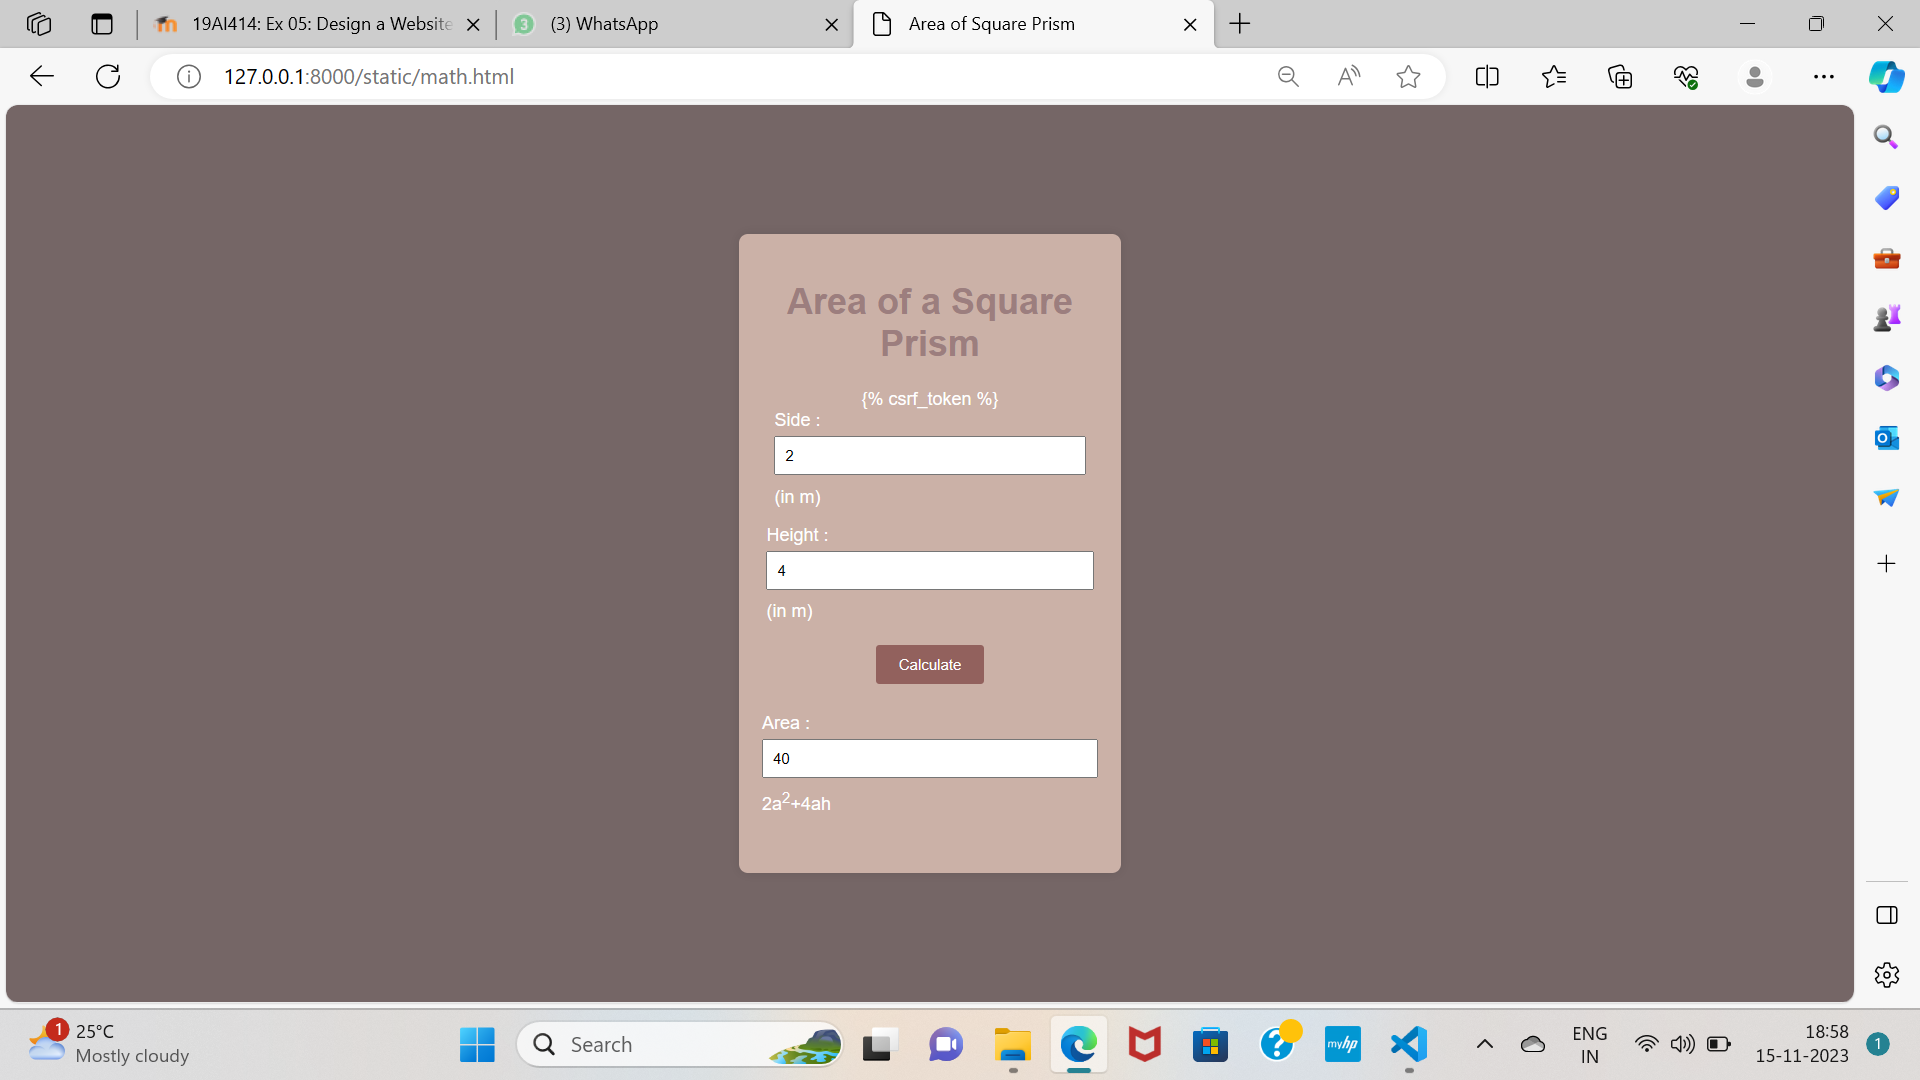 19AI414: Ex 05: Design a Website
3
(3) WhatsApp
Area of Square Prism
127.0.0.1:8000/static/math.html
Area of a Square
Prism
{% csrf_token %}
Side :
2
(in m)
Height :
4
(in m)
Calculate
Area :
40
2a²+4ah
1
25°C
Mostly cloudy
Search
myhp
ENG
IN
18:58
15-11-2023
1